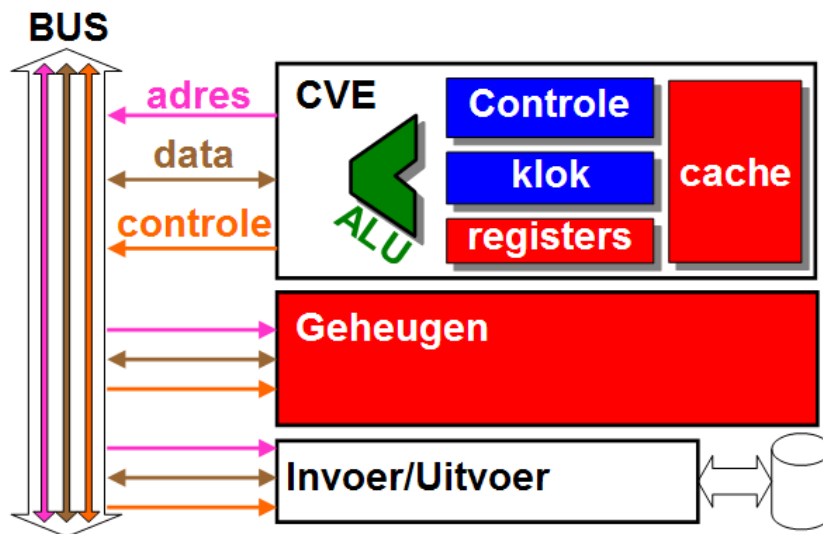 BUS
adres
data
controle
CVE
ALU
Controle
klok
registers
cache
Geheugen
Invoer/Uitvoer